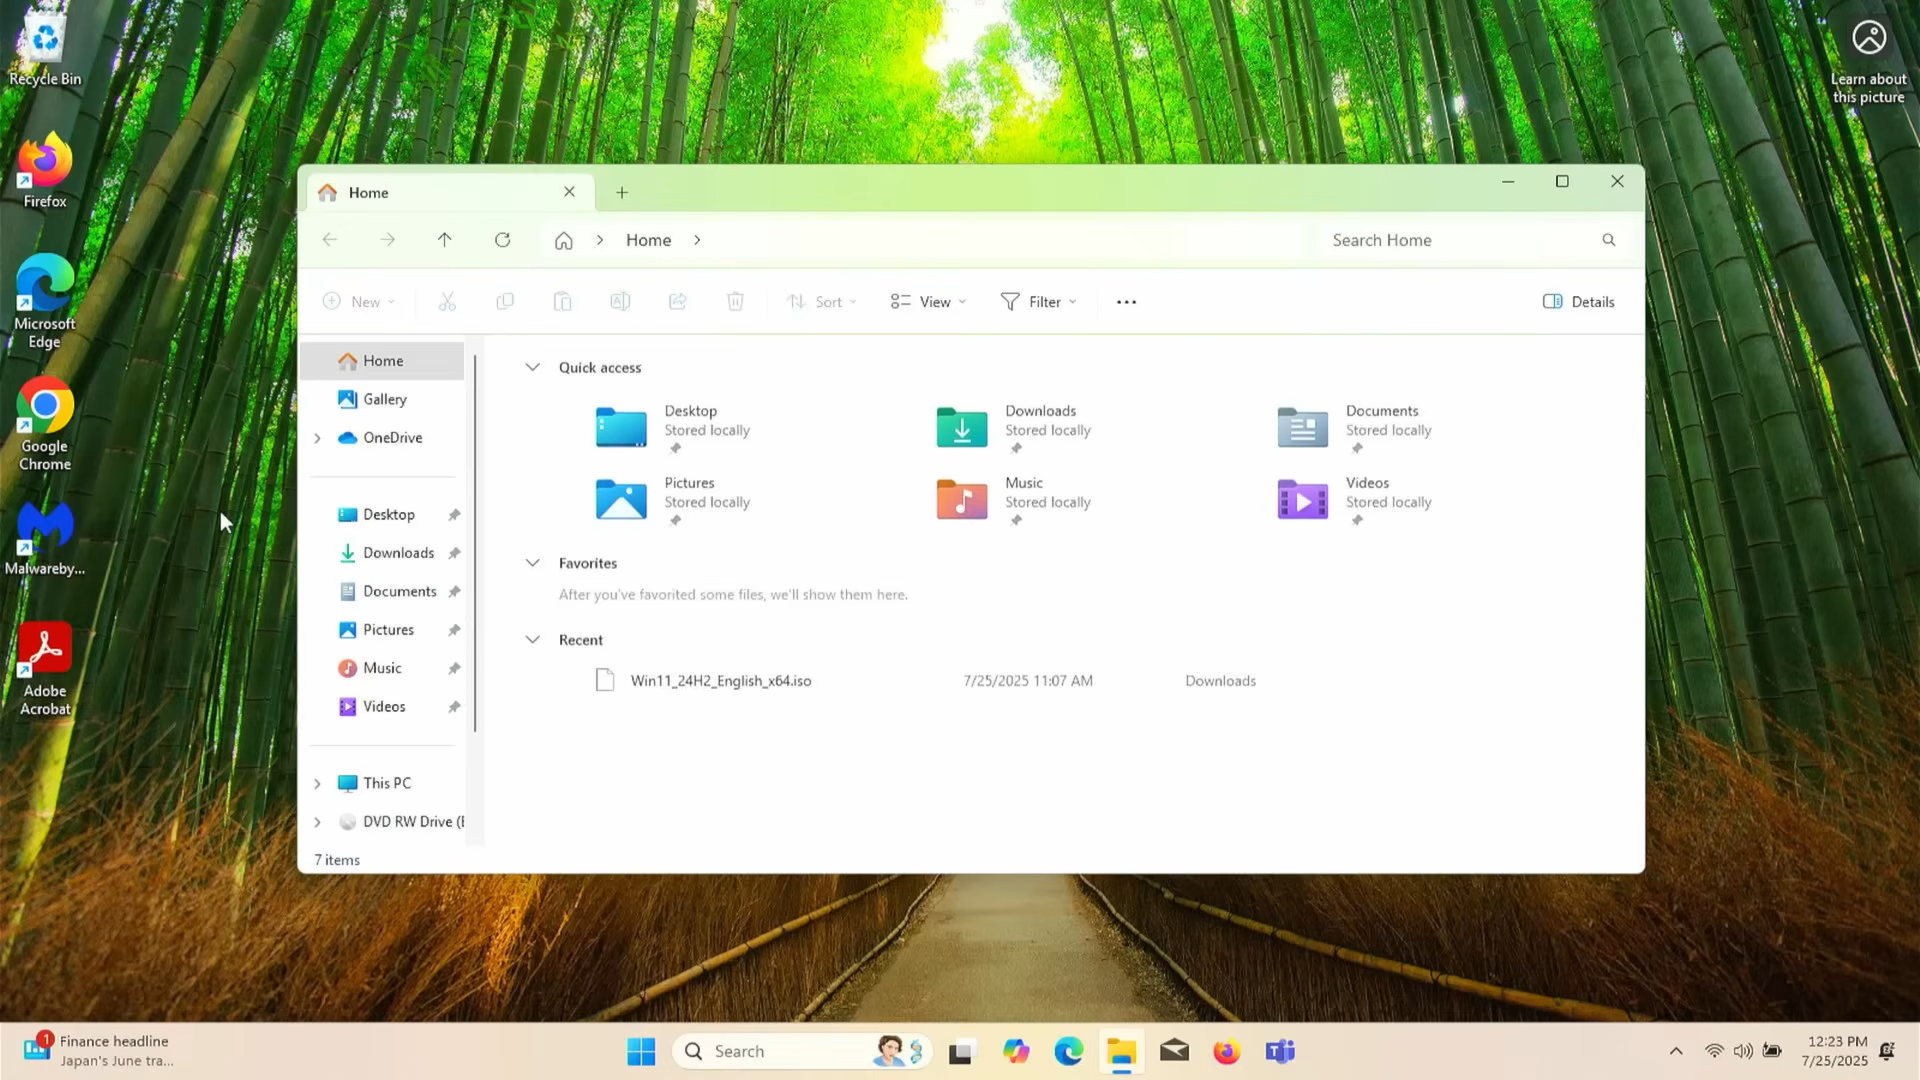 Recycle Bin
Firefox
Microsoft
Edge
Google
Chrome
Malwareby...
Adobe
Acrobat
Learn about
this picture
Home
Home
Search Home
New
Sort
View
Filter
Details
Home
Gallery
OneDrive
Desktop
Downloads
Documents
Pictures
Music
Videos
This PC
DVD RW Drive (
7 items
Quick access
Desktop
Stored locally
Downloads
Stored locally
Documents
Stored locally
Pictures
Stored locally
Music
Stored locally
Videos
Stored locally
Favorites
After you've favorited some files, we'll show them here.
Recent
Win11_24H2_English_x64.iso 7/25/2025 11:07 AM Downloads
1
Finance headline
Japan's June tra...
Search
12:23 PM
7/25/2025